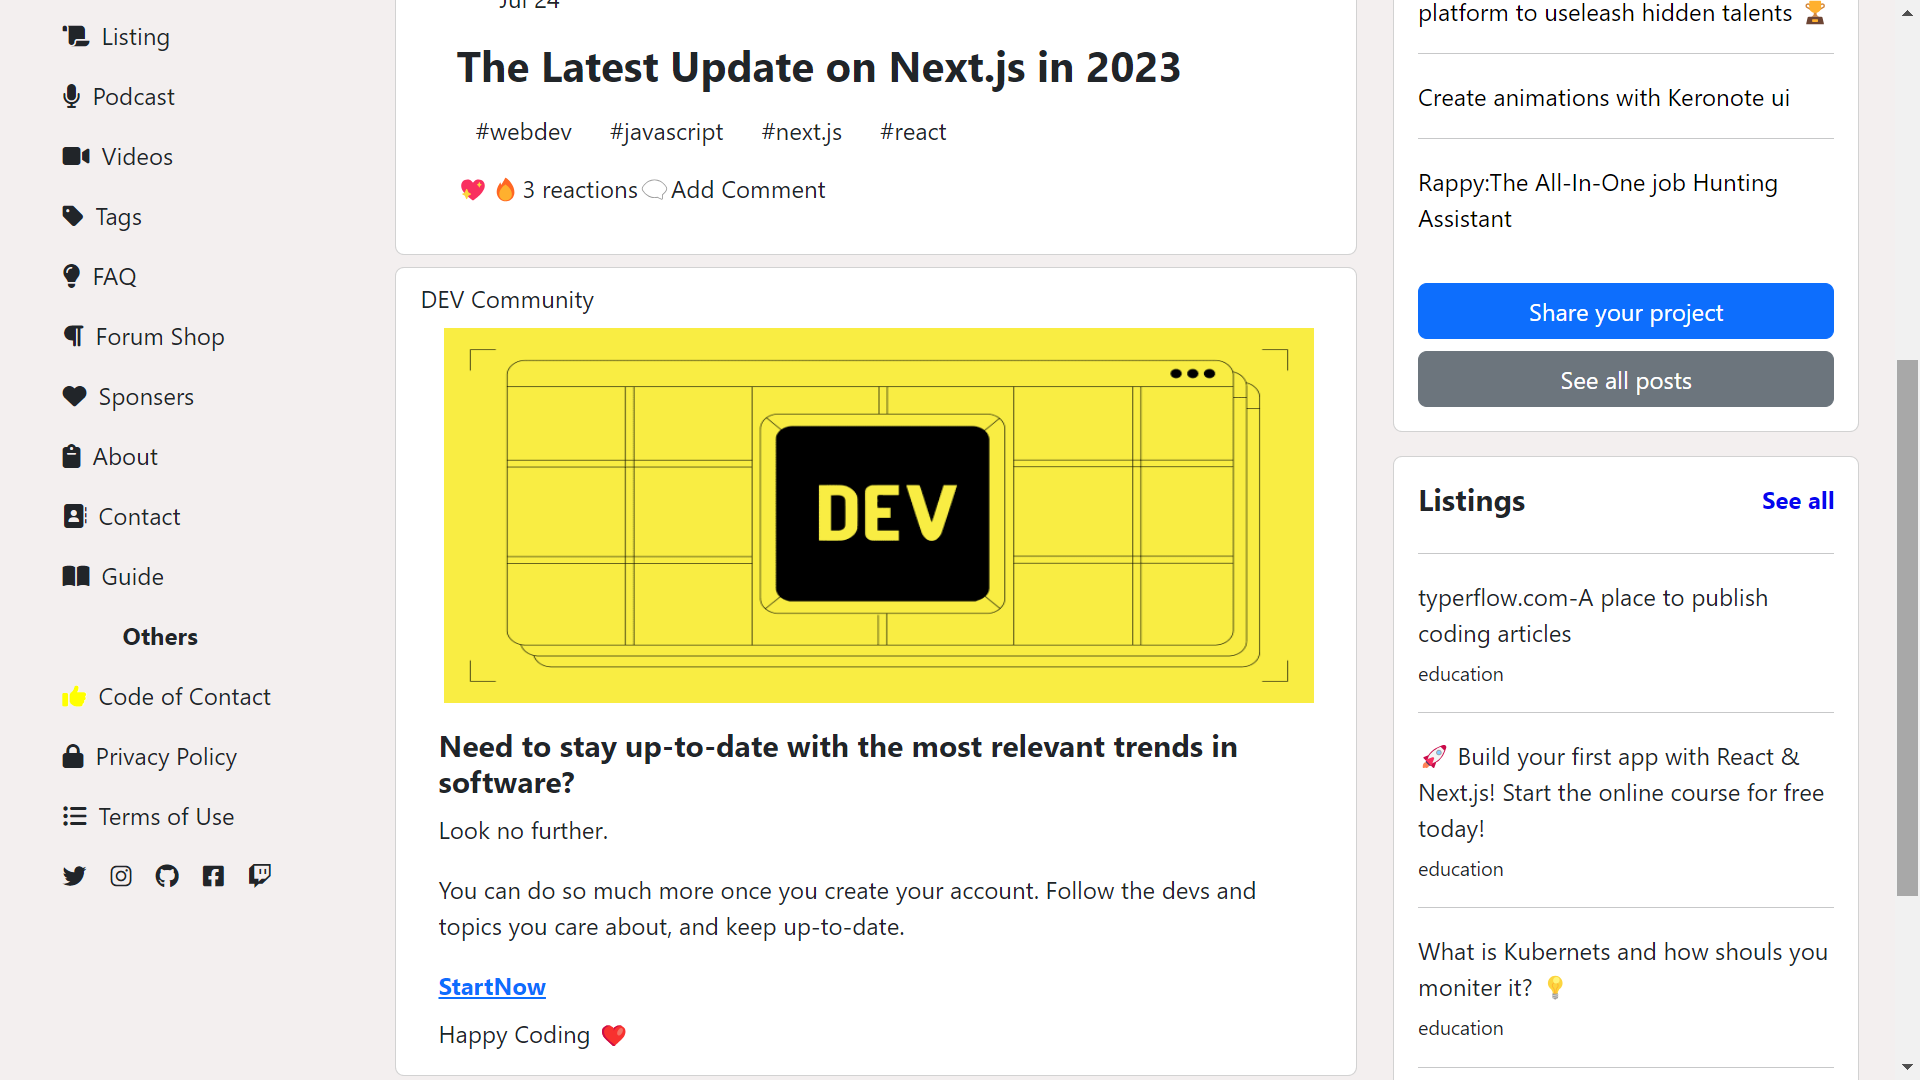 Listing
Podcast
Videos
Tags
FAQ
Forum Shop
Sponsers
About
Contact
Guide
Others
Code of Contact
Privacy Policy
Terms of Use
Jul 24
The Latest Update on Next.js in 2023
#webdev #javascript #next.js #react
3 reactions Add Comment
DEV Community
DEV
Need to stay up-to-date with the most relevant trends in
software?
Look no further.
You can do so much more once you create your account. Follow the devs and
topics you care about, and keep up-to-date.
StartNow
Happy Coding ❤️
platform to useleash hidden talents 🏆
Create animations with Keronote ui
Rappy:The All-In-One job Hunting
Assistant
Share your project
See all posts
Listings See all
typerflow.com-A place to publish
coding articles
education
🚀 Build your first app with React &
Next.js! Start the online course for free
today!
education
What is Kubernets and how shouls you
moniter it? 💡
education